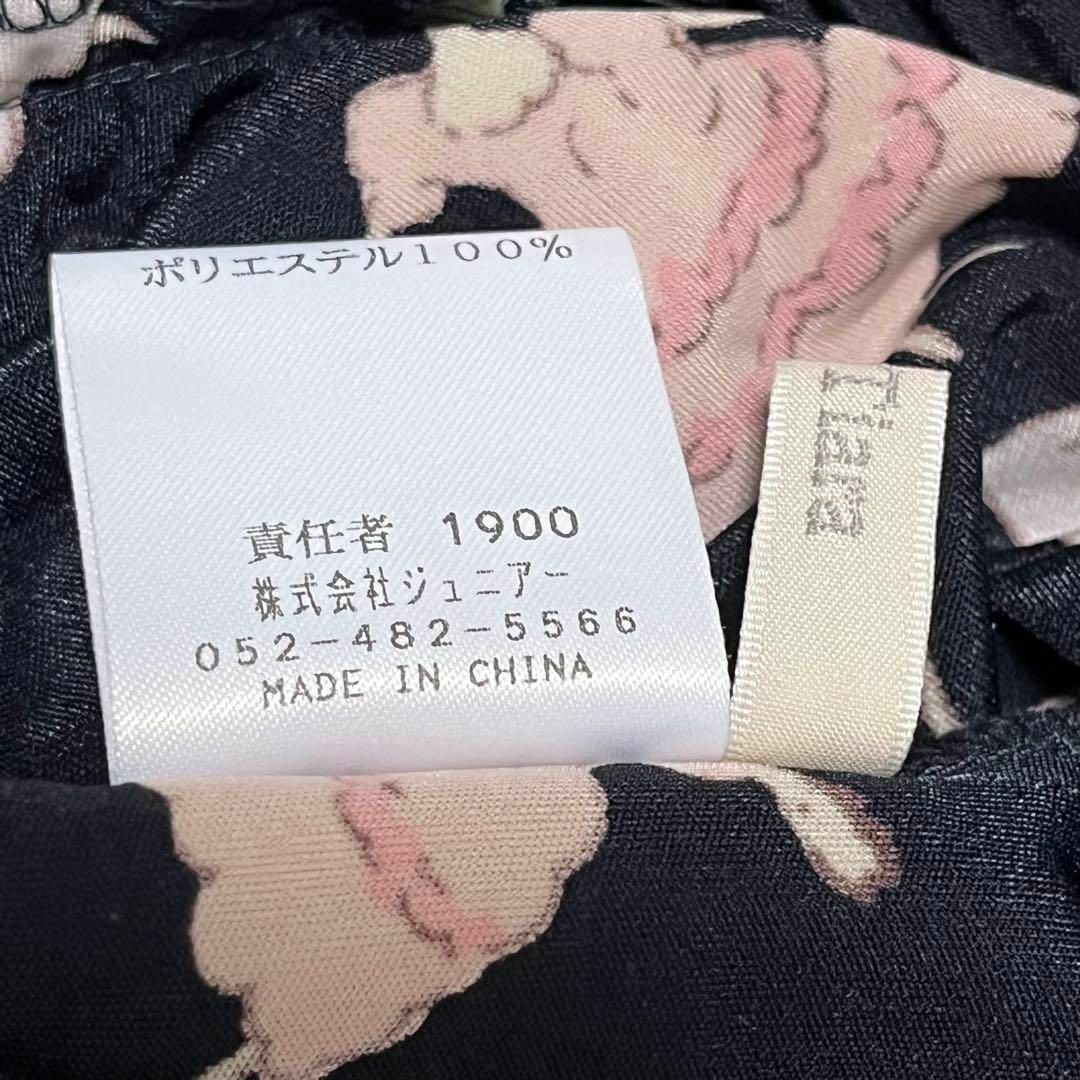 ポリエステル１００％
責任者 1900
株式会社ジュニアー
052-482-5566
MADE IN CHINA
Tiara